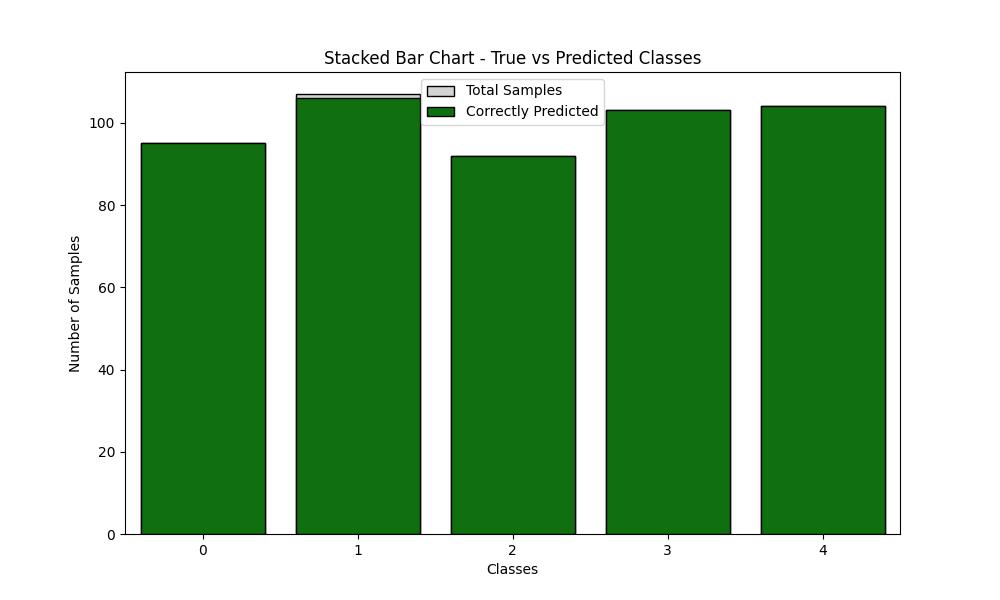 Stacked Bar Chart - True vs Predicted Classes
Total Samples
Correctly Predicted
100
80
60
40
20
0
Number of Samples
0 1 2 3 4
Classes